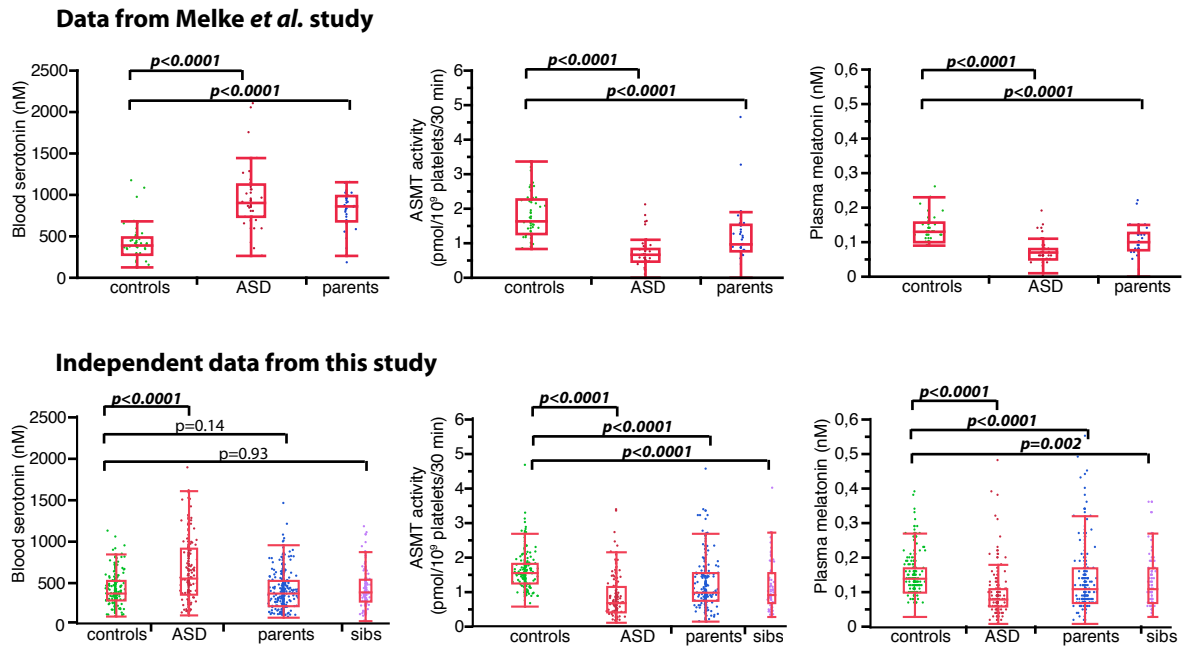 Data from Melke et al. study
Blood serotonin (nM)
2500
2000
1500
1000
500
0
p<0.0001
p<0.0001
controls ASD parents
ASMT activity
(pmol/10⁹ platelets/30 min)
6
5
4
3
2
1
0
p<0.0001
p<0.0001
controls ASD parents
Plasma melatonin (nM)
0,6
0,5
0,4
0,3
0,2
0,1
0
p<0.0001
p<0.0001
controls ASD parents
Independent data from this study
Blood serotonin (nM)
2500
2000
1500
1000
500
0
p<0.0001
p=0.14
p=0.93
controls ASD parents sibs
ASMT activity
(pmol/10⁹ platelets/30 min)
6
5
4
3
2
1
0
p<0.0001
p<0.0001
p<0.0001
controls ASD parents sibs
Plasma melatonin (nM)
0,6
0,5
0,4
0,3
0,2
0,1
0
p<0.0001
p<0.0001
p=0.002
controls ASD parents sibs